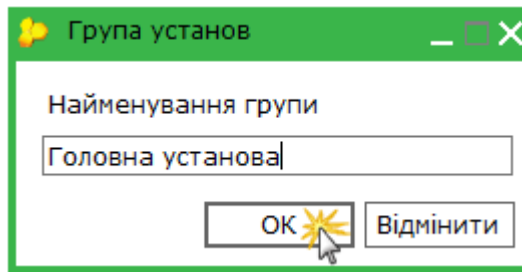 Група установ
Найменування групи
Головна установа
ОК Відмінити